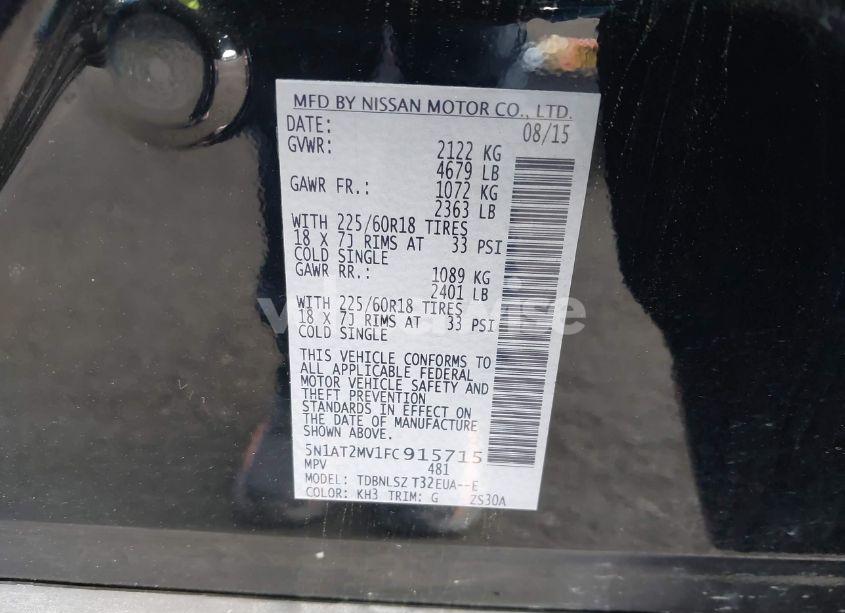 MFD BY NISSAN MOTOR CO., LTD.
DATE: 08/15
GVWR: 2122 KG
4679 LB
GAWR FR.: 1072 KG
2363 LB
WITH 225/60R18 TIRES
18 X 7J RIMS AT 33 PSI
COLD SINGLE
GAWR RR.: 1089 KG
2401 LB
WITH 225/60R18 TIRES
18 X 7J RIMS AT 33 PSI
COLD SINGLE
THIS VEHICLE CONFORMS TO
ALL APPLICABLE FEDERAL
MOTOR VEHICLE SAFETY AND
THEFT PREVENTION
STANDARDS IN EFFECT ON
THE DATE OF MANUFACTURE
SHOWN ABOVE.
5N1AT2MV1FC915715
MPV 481
MODEL: TDBNLSZ T32EUA--E
COLOR: KH3 TRIM: G ZS30A